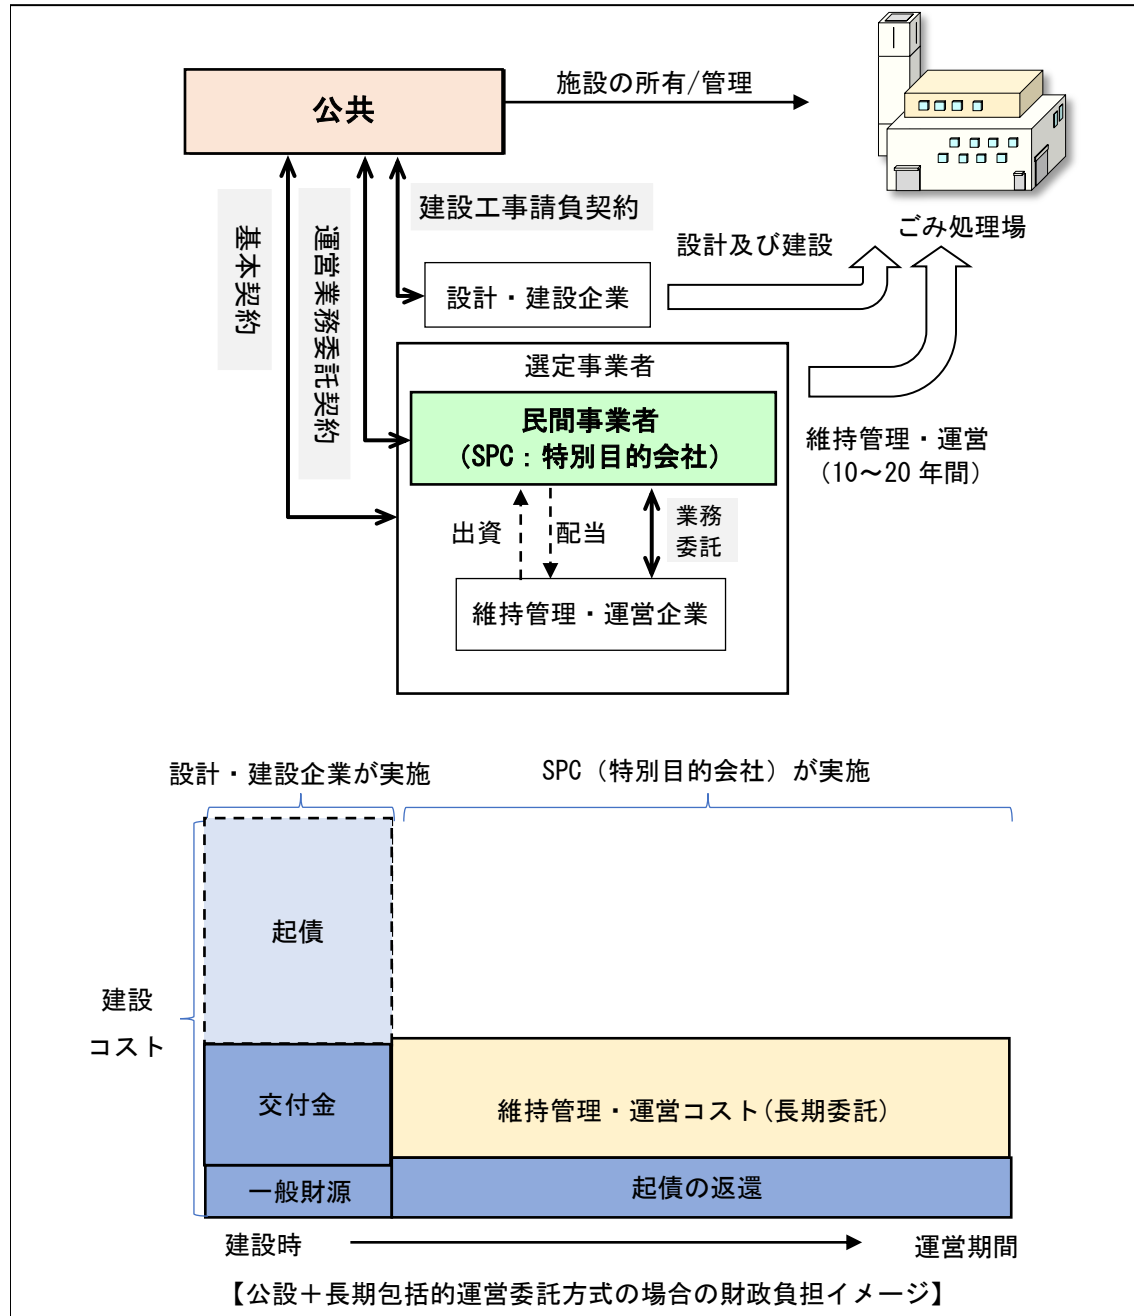 公共
施設の所有/管理
基本契約
運営業務委託契約
建設工事請負契約
設計・建設企業
設計及び建設
ごみ処理場
選定事業者
民間事業者
(SPC:特別目的会社)
維持管理・運営
(10～20 年間)
出資
配当
業務
委託
維持管理・運営企業
設計・建設企業が実施
SPC（特別目的会社）が実施
起債
建設
コスト
交付金
維持管理・運営コスト(長期委託)
一般財源
起債の返還
建設時
運営期間
【公設＋長期包括的運営委託方式の場合の財政負担イメージ】